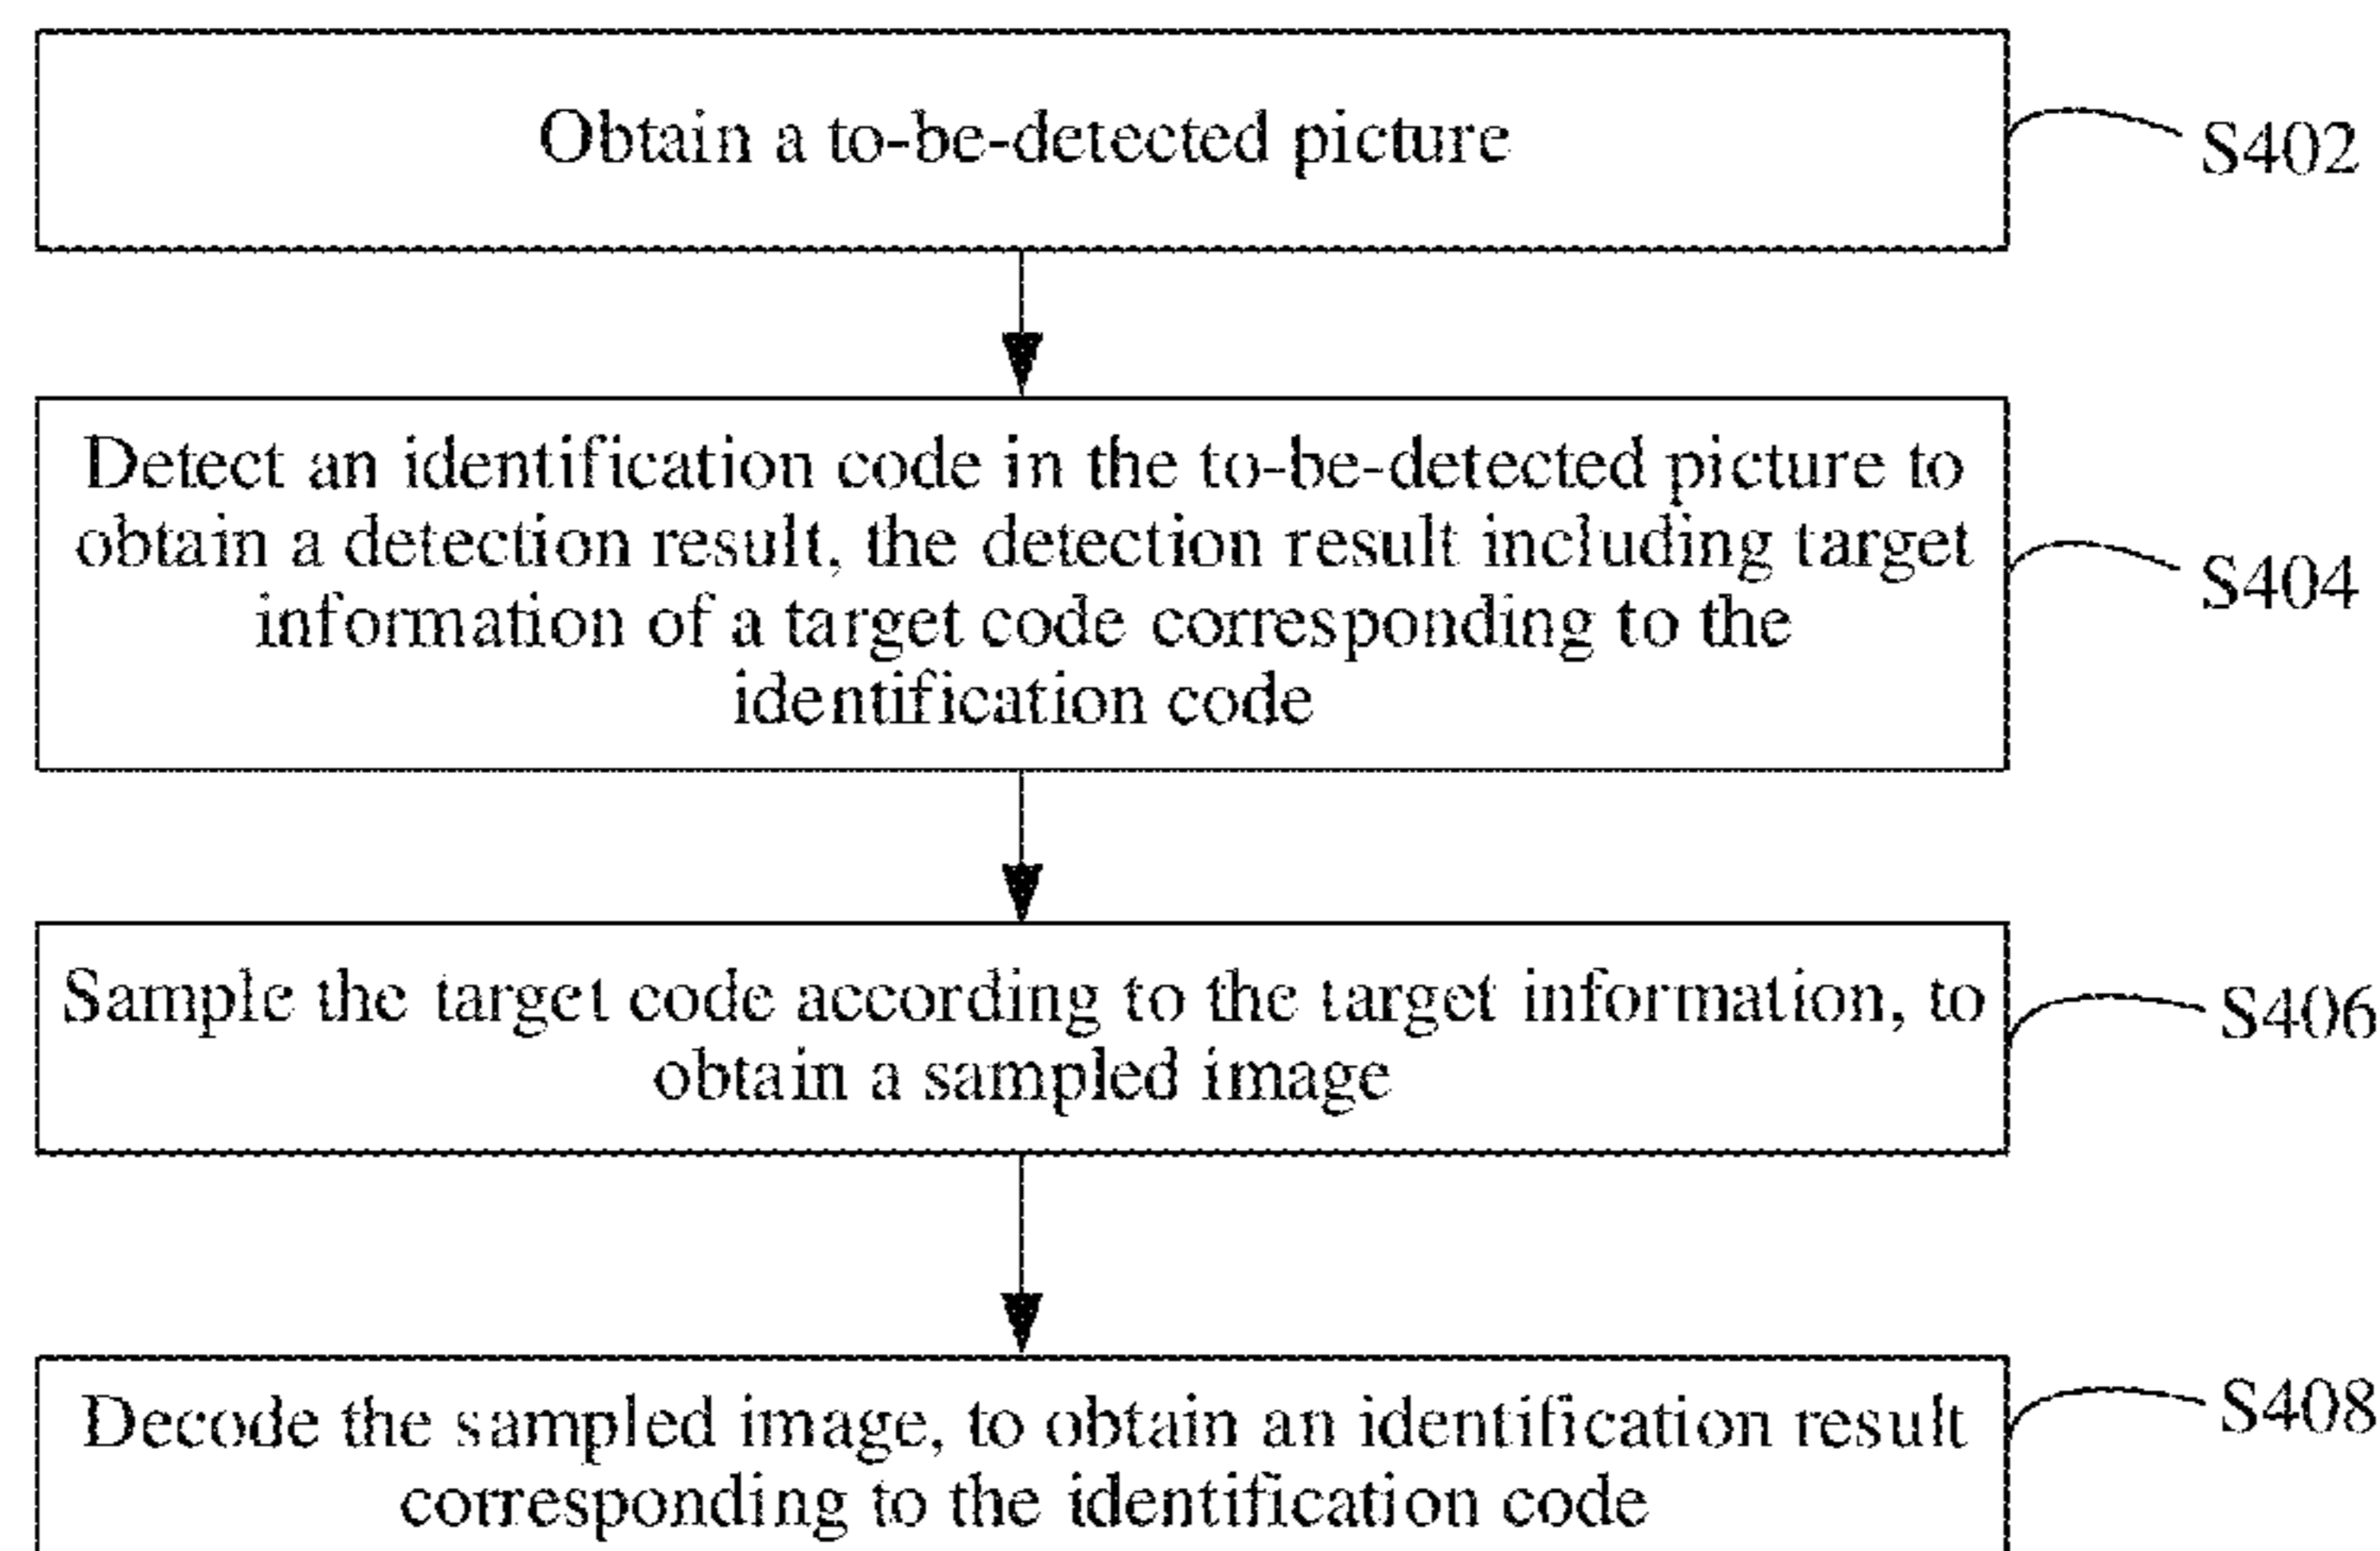 Obtain a to-be-detected picture
S402
Detect an identification code in the to-be-detected picture to
obtain a detection result, the detection result including target
information of a target code corresponding to the
identification code
S404
Sample the target code according to the target information, to
obtain a sampled image
S406
Decode the sampled image, to obtain an identification result
corresponding to the identification code
S408